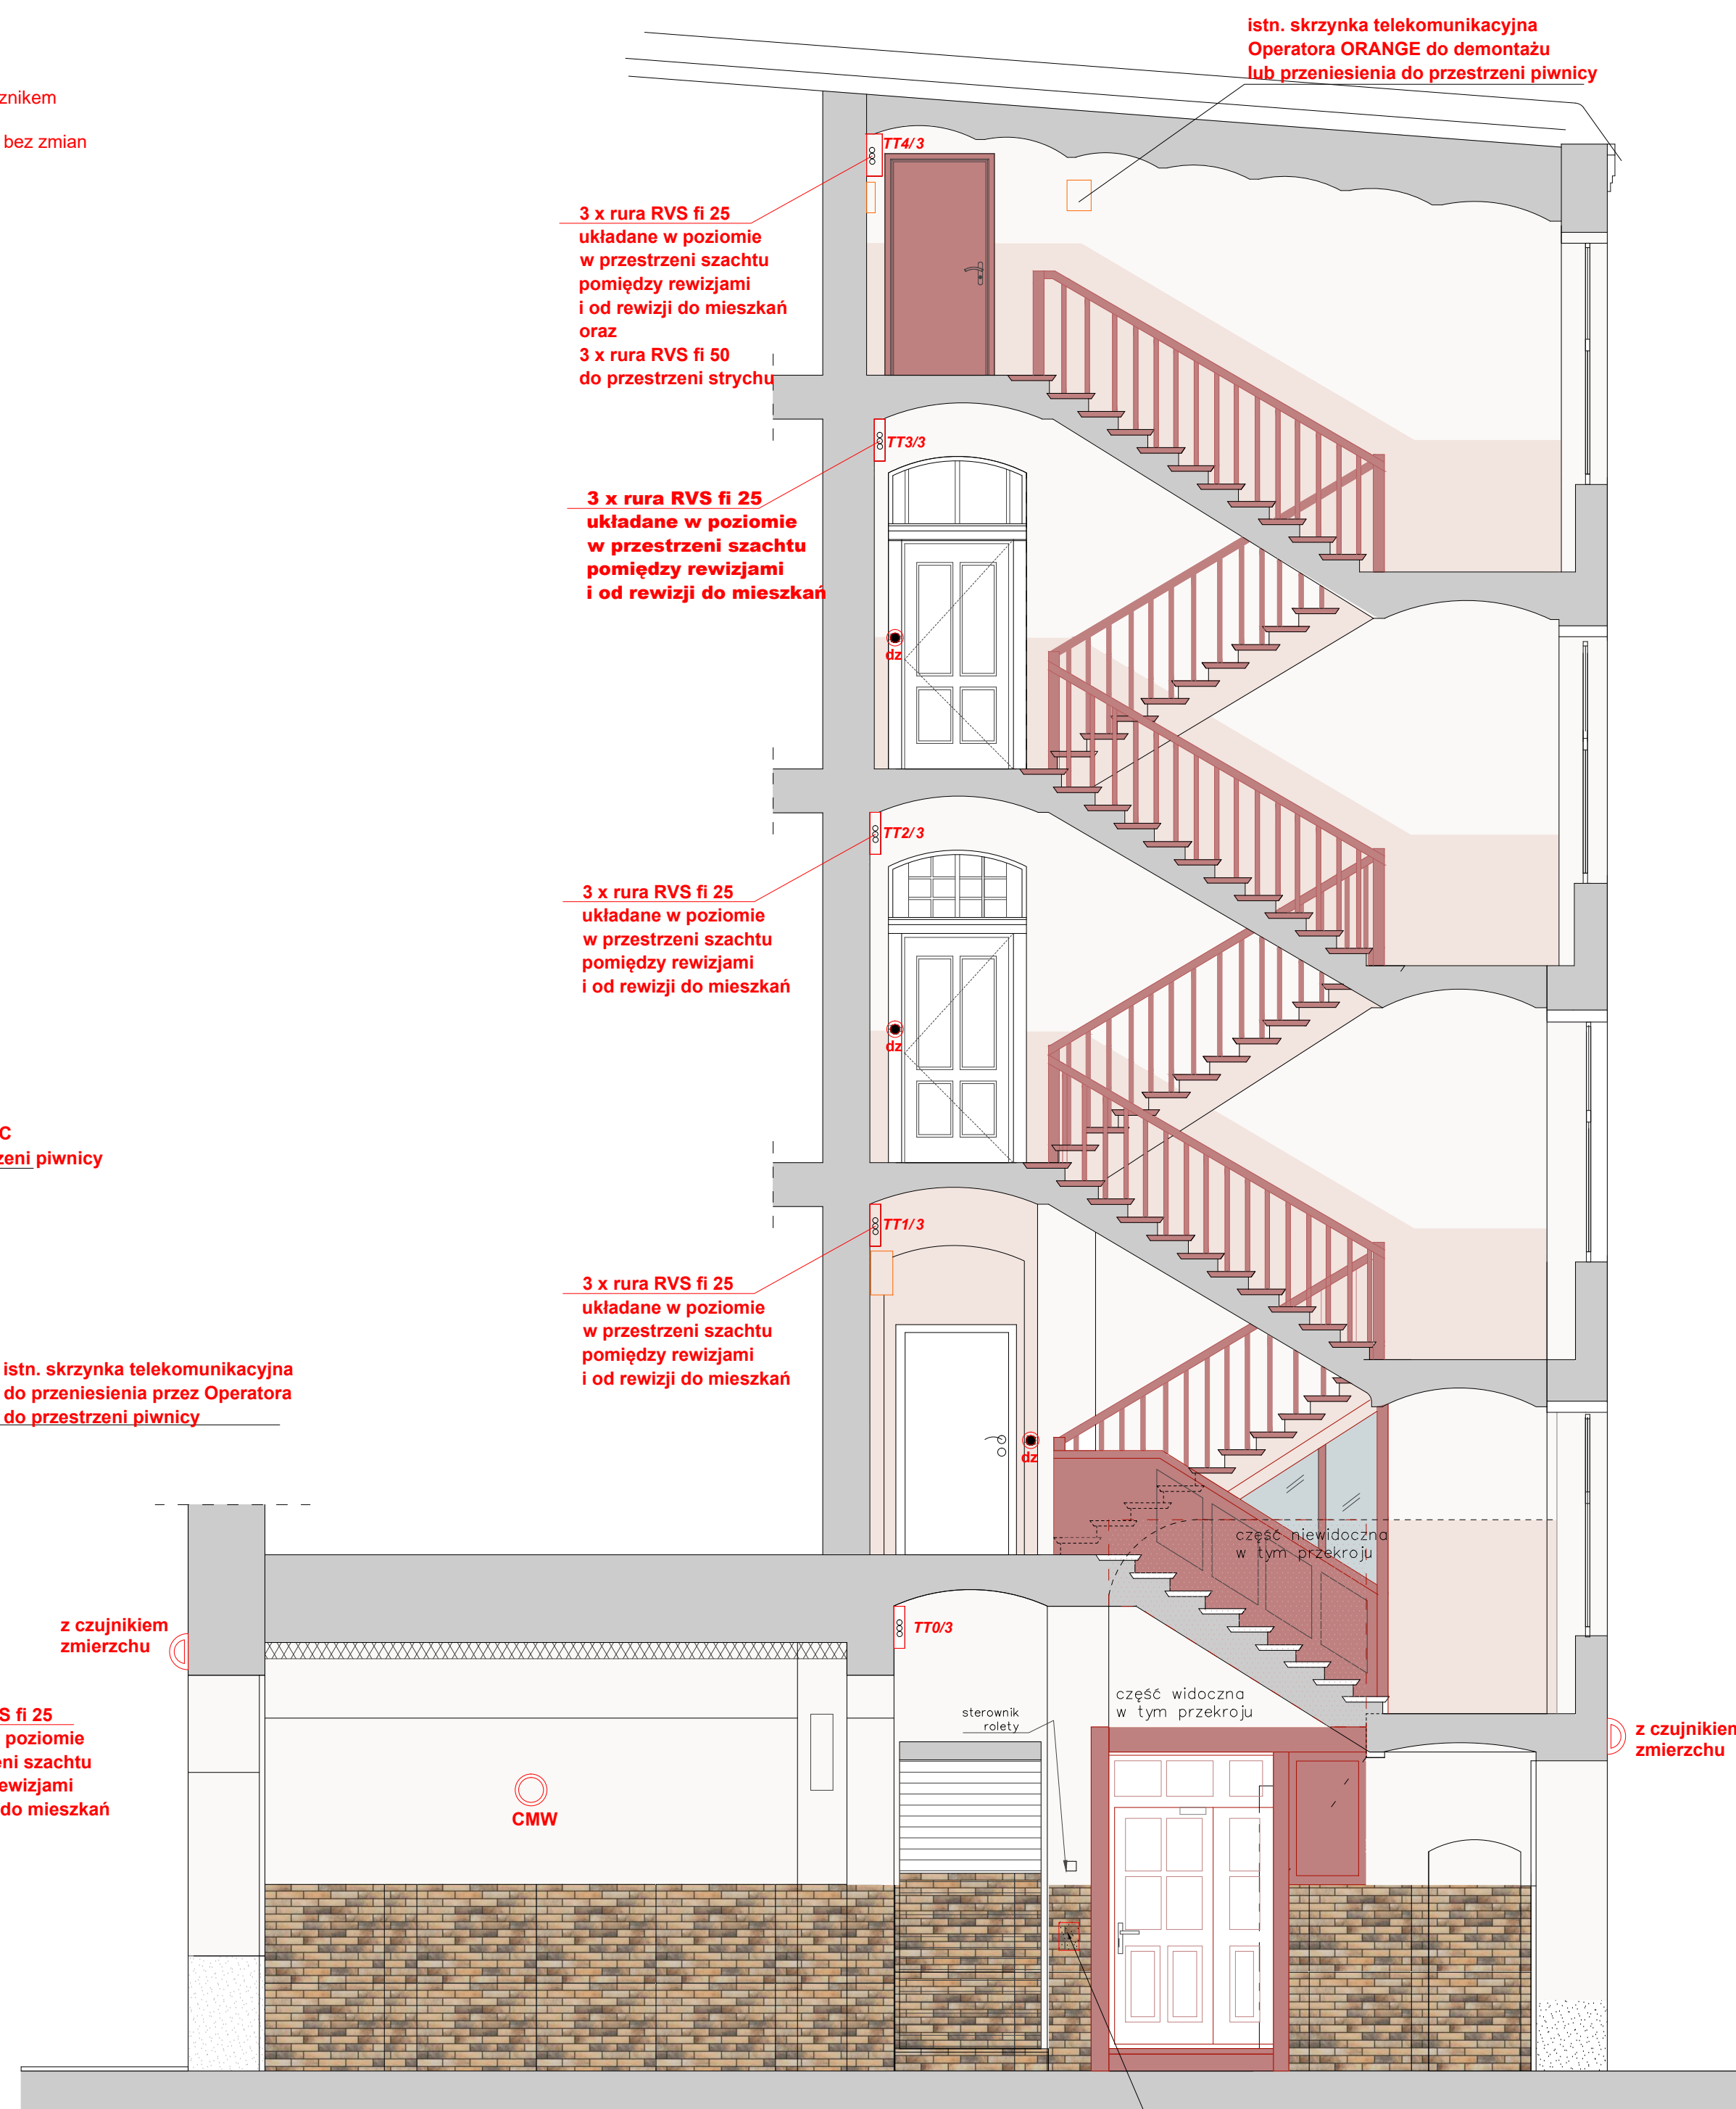 istn. skrzynka telekomunikacyjna
Operatora ORANGE do demontażu
lub przeniesienia do przestrzeni piwnicy
znikem
bez zmian
TT4/3
3 x rura RVS fi 25
układane w poziomie
w przestrzeni szachtu
pomiędzy rewizjami
i od rewizji do mieszkań
oraz
3 x rura RVS fi 50
do przestrzeni strychu
TT3/3
3 x rura RVS fi 25
układane w poziomie
w przestrzeni szachtu
pomiędzy rewizjami
i od rewizji do mieszkań
dz
TT2/3
3 x rura RVS fi 25
układane w poziomie
w przestrzeni szachtu
pomiędzy rewizjami
i od rewizji do mieszkań
dz
C
zeni piwnicy
TT1/3
3 x rura RVS fi 25
układane w poziomie
w przestrzeni szachtu
pomiędzy rewizjami
i od rewizji do mieszkań
istn. skrzynka telekomunikacyjna
do przeniesienia przez Operatora
do przestrzeni piwnicy
dz
część niewidoczna
w tym przekroju
z czujnikiem
zmierzchu
TT0/3
część widoczna
w tym przekroju
sterownik
rolety
S fi 25
poziomie
eni szachtu
ewizjami
do mieszkań
z czujnikiem
zmierzchu
CMW